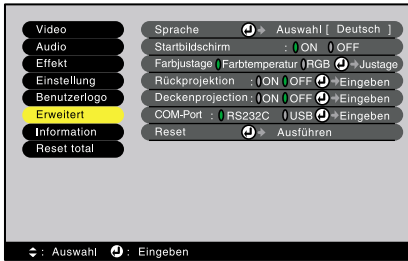 Video
Audio
Effekt
Einstellung
Benutzerlogo
Erweitert
Information
Reset total
Sprache Auswahl [ Deutsch ]
Startbildschirm : ON OFF
Farbjustage Farbtemperatur RGB Justage
Rückprojektion : ON OFF Eingeben
Deckenprojection : ON OFF Eingeben
COM-Port : RS232C USB Eingeben
Reset Ausführen
: Auswahl : Eingeben